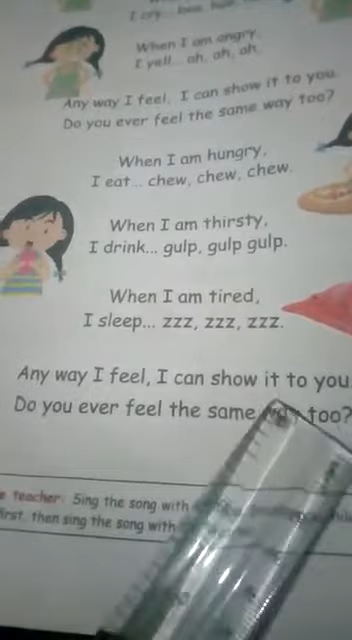 I cry... boo, 
When I am angry,
I yell... ah, ah, ah.
Any way I feel, I can show it to you.
Do you ever feel the same way too?
When I am hungry,
I eat... chew, chew, chew.
When I am thirsty,
I drink... gulp, gulp gulp.
When I am tired,
I sleep... zzz, zzz, zzz.
Any way I feel, I can show it to you
Do you ever feel the same too?
teacher: Sing the song with
first, then sing the song with